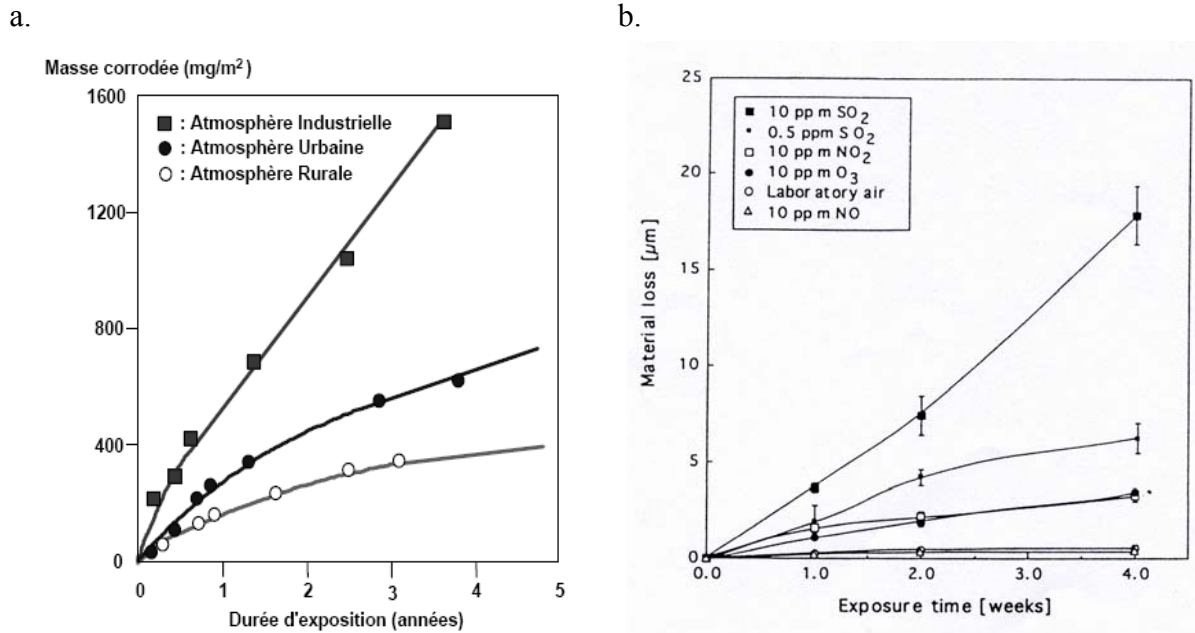 a.
b.
Masse corrodée (mg/m²)
1600
1200
800
400
0
■ : Atmosphère Industrielle
● : Atmosphère Urbaine
○ : Atmosphère Rurale
0 1 2 3 4 5
Durée d'exposition (années)
25
20
15
10
5
0
Material loss [µm]
■ 10 ppm SO₂
• 0.5 ppm SO₂
□ 10 ppm NO₂
● 10 ppm O₃
○ Laboratory air
△ 10 ppm NO
0.0 1.0 2.0 3.0 4.0
Exposure time [weeks]